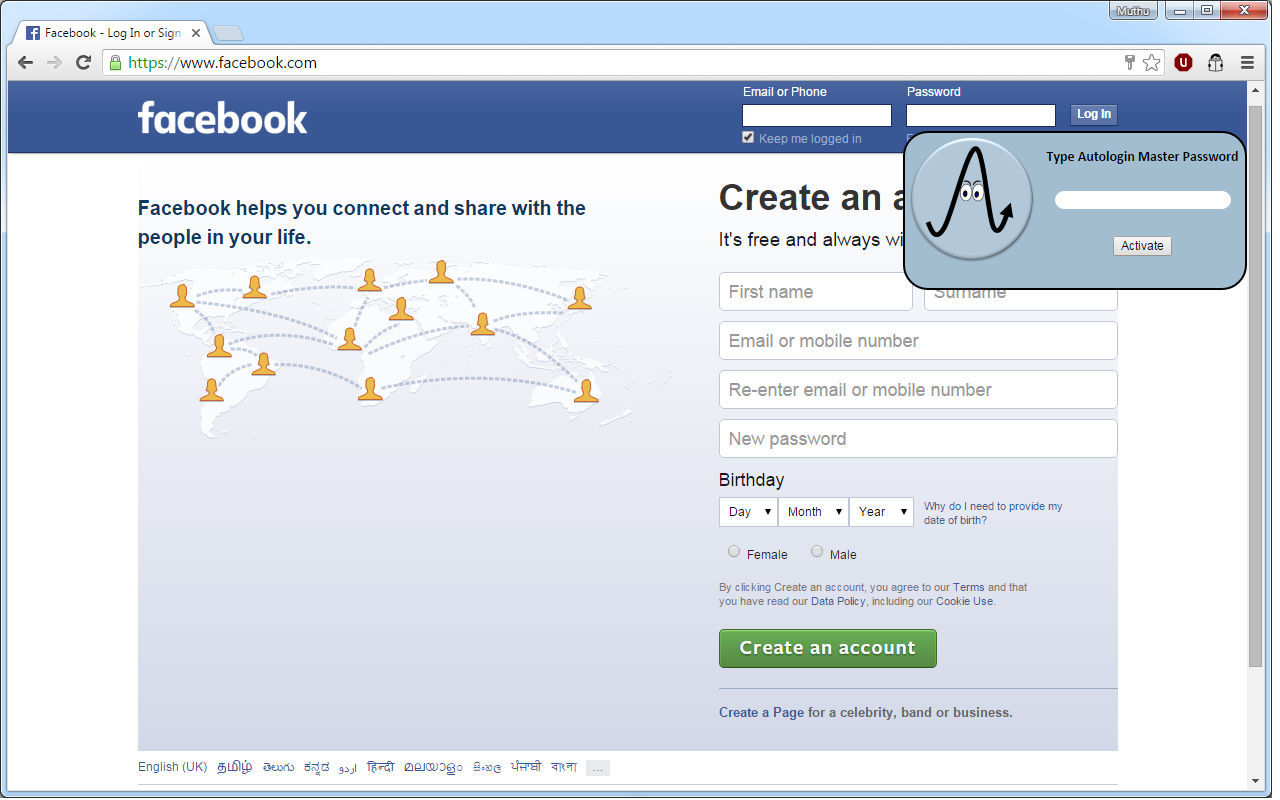 Muthu
Facebook - Log In or Sign
https://www.facebook.com
Email or Phone
Password
facebook
Log In
Keep me logged in
Type Autologin Master Password
Activate
Facebook helps you connect and share with the
people in your life.
Create an a
It's free and always wi
First name
Surname
Email or mobile number
Re-enter email or mobile number
New password
Birthday
Day
Month
Year
Why do I need to provide my
date of birth?
Female
Male
By clicking Create an account, you agree to our Terms and that
you have read our Data Policy, including our Cookie Use.
Create an account
Create a Page for a celebrity, band or business.
English (UK) தமிழ் తెలుగు ಕನ್ನಡ اردو हिन्दी മലയാളം සිංහල ਪੰਜਾਬੀ বাংলা ...